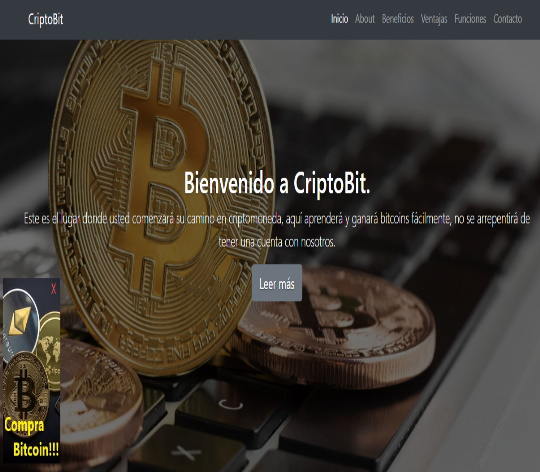 CriptoBit
Inicio About Beneficios Ventajas Funciones Contacto
Bienvenido a CriptoBit.
Este es el lugar donde usted comenzará su camino en criptomoneda, aquí aprenderá y ganará bitcoins fácilmente, no se arrepentirá de
tener una cuenta con nosotros.
Leer más
X
Compra
Bitcoin!!!